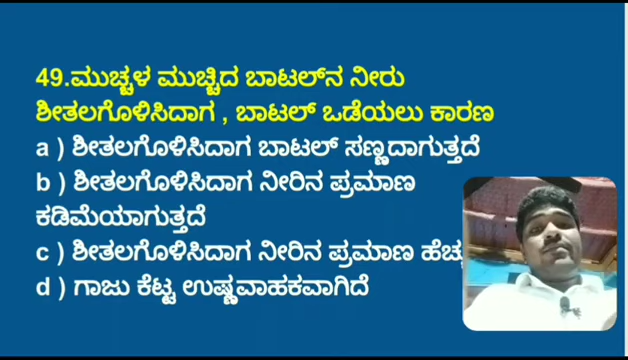 49.ಮುಚ್ಚಳ ಮುಚ್ಚಿದ ಬಾಟಲ್‌ನ ನೀರು
ಶೀತಲಗೊಳಿಸಿದಾಗ , ಬಾಟಲ್ ಒಡೆಯಲು ಕಾರಣ
a ) ಶೀತಲಗೊಳಿಸಿದಾಗ ಬಾಟಲ್ ಸಣ್ಣದಾಗುತ್ತದೆ
b ) ಶೀತಲಗೊಳಿಸಿದಾಗ ನೀರಿನ ಪ್ರಮಾಣ
ಕಡಿಮೆಯಾಗುತ್ತದೆ
c ) ಶೀತಲಗೊಳಿಸಿದಾಗ ನೀರಿನ ಪ್ರಮಾಣ
d ) ಗಾಜು ಕೆಟ್ಟ ಉಷ್ಣವಾಹಕವಾಗಿದೆ